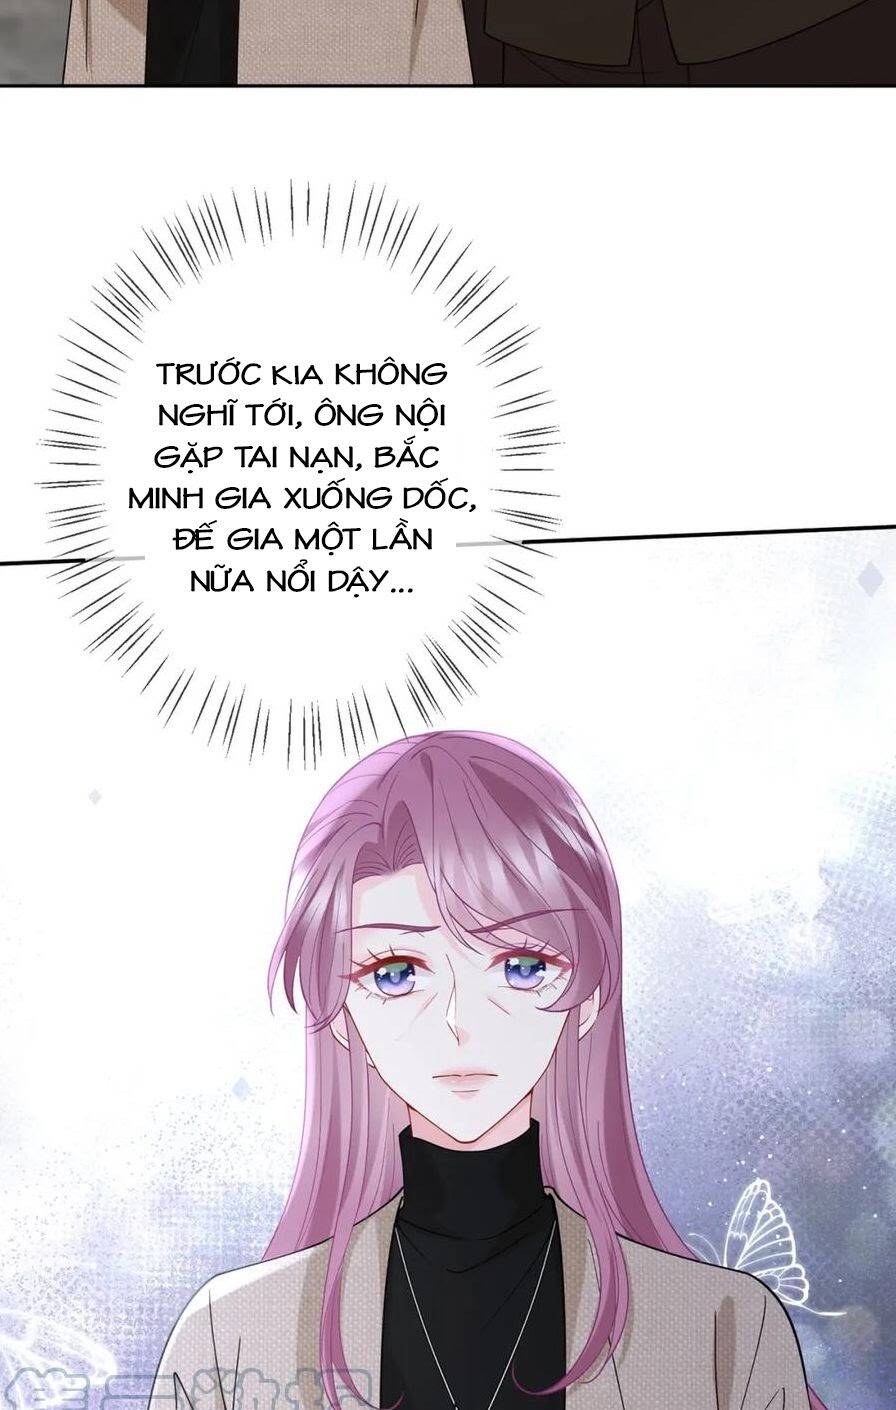 TRƯỚC KIA KHÔNG
NGHĨ TỚI, ÔNG NỘI
GẶP TAI NẠN, BẮC
MINH GIA XUỐNG DỐC,
ĐẾ GIA MỘT LẦN
NỮA NỔI DẬY...